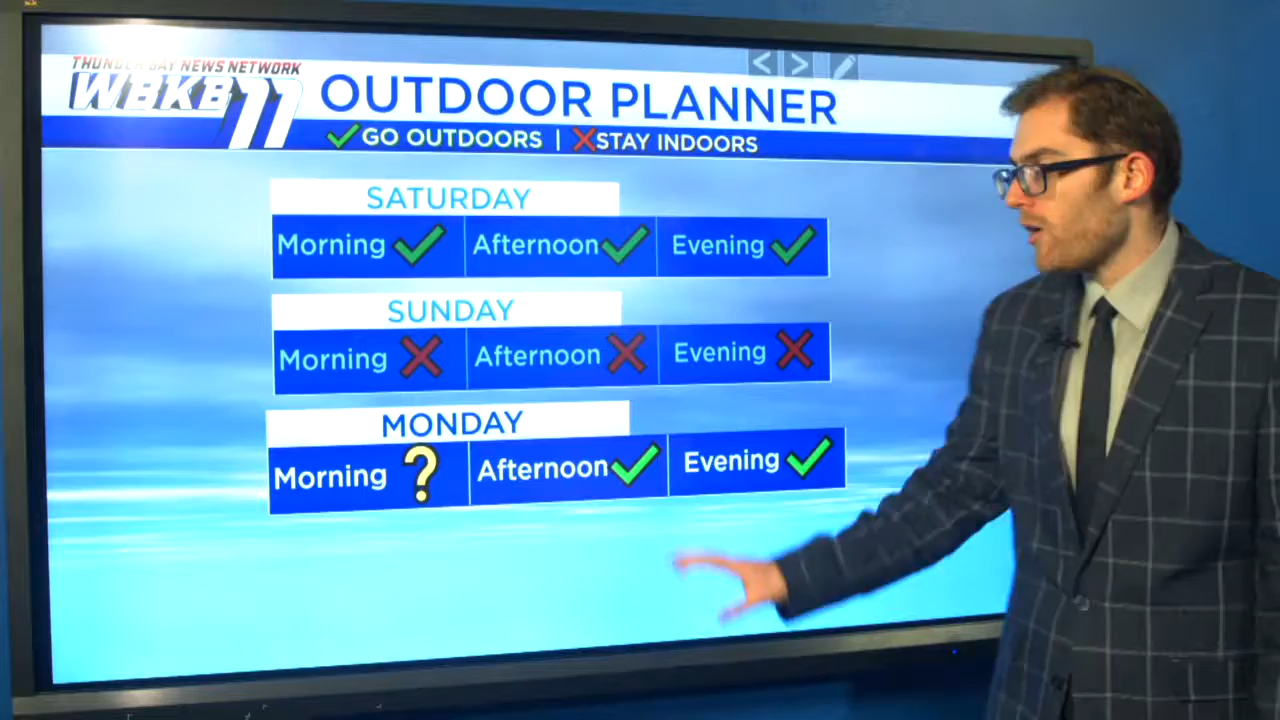 THUNDER BAY NEWS NETWORK
WBKB 11
OUTDOOR PLANNER
GO OUTDOORS | STAY INDOORS
SATURDAY
Morning Afternoon Evening
SUNDAY
Morning Afternoon Evening
MONDAY
Morning ? Afternoon Evening